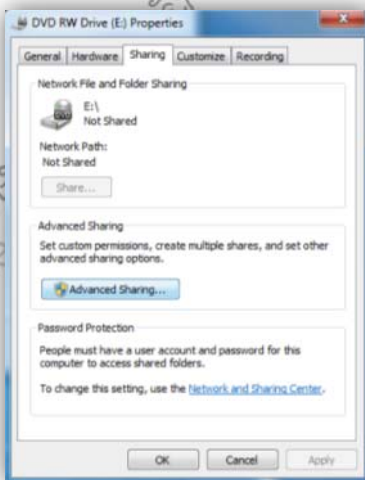 DVD RW Drive (E:) Properties
General Hardware Sharing Customize Recording
Network File and Folder Sharing
E:\
Not Shared
Network Path:
Not Shared
Share...
Advanced Sharing
Set custom permissions, create multiple shares, and set other
advanced sharing options.
Advanced Sharing...
Password Protection
People must have a user account and password for this
computer to access shared folders.
To change this setting, use the Network and Sharing Center.
OK Cancel Apply